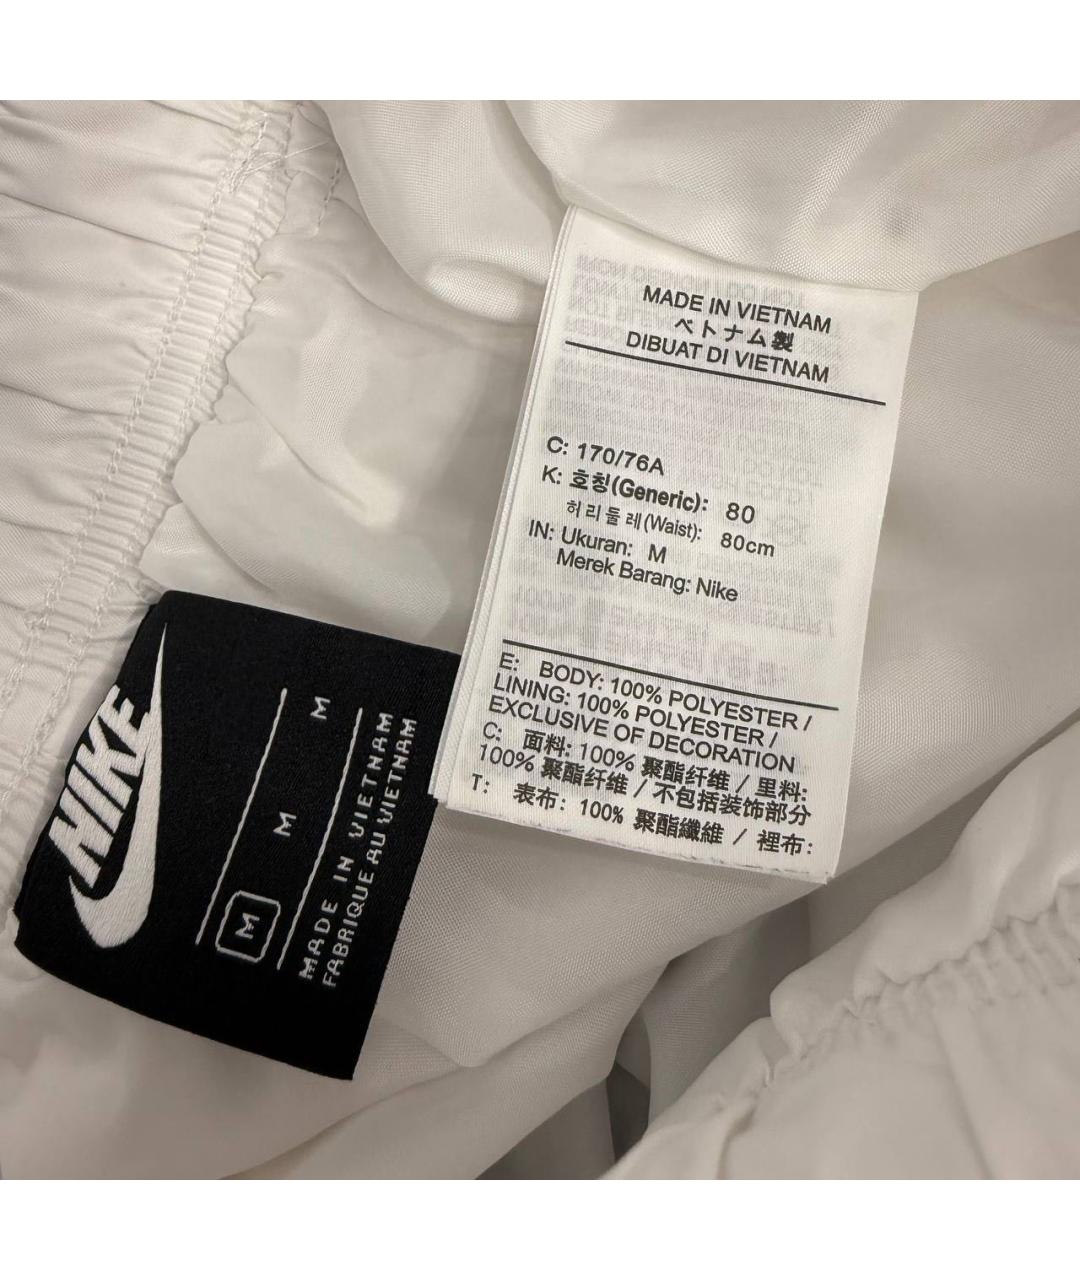 MADE IN VIETNAM
ベトナム製
DIBUAT DI VIETNAM
C: 170/76A
K: 호칭(Generic): 80
허리둘레(Waist): 80cm
IN: Ukuran: M
Merek Barang: Nike
E: BODY: 100% POLYESTER /
LINING: 100% POLYESTER /
EXCLUSIVE OF DECORATION
C: 面料: 100% 聚酯纤维 / 里料:
100% 聚酯纤维 / 不包括装饰部分
T: 表布: 100% 聚酯纖維 / 裡布:
NIKE
M
M
M
MADE IN VIETNAM
FABRIQUE AU VIETNAM